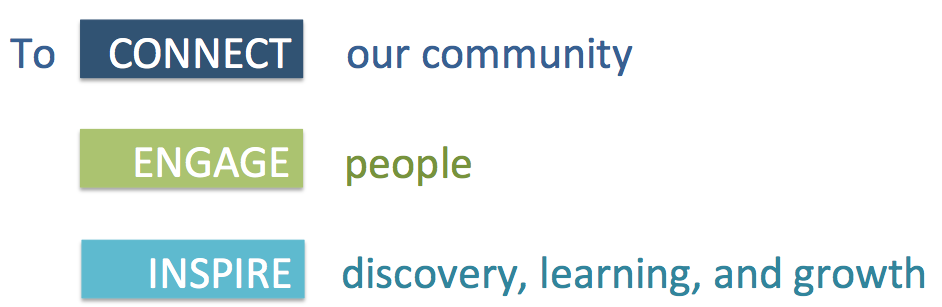 To CONNECT our community
ENGAGE people
INSPIRE discovery, learning, and growth